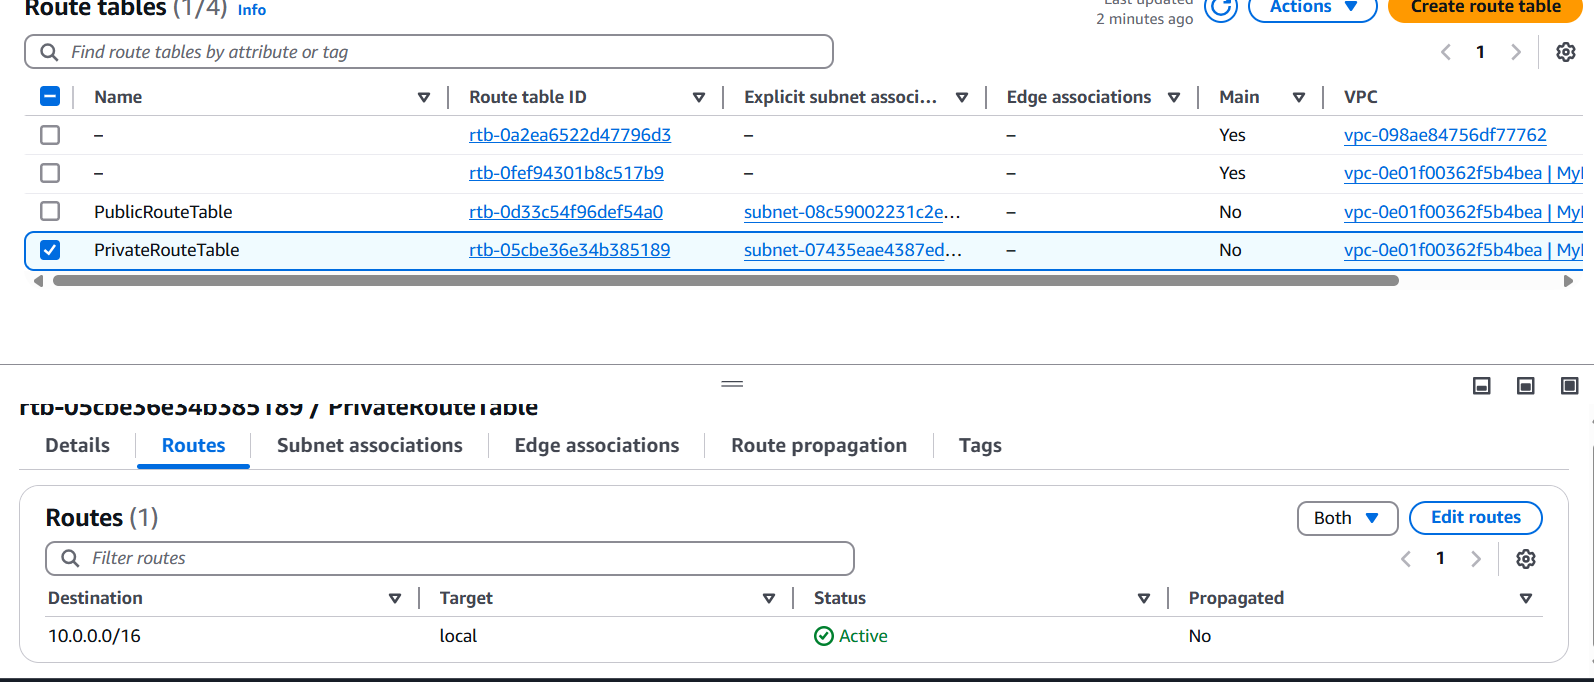 Route tables (1/4) Info
Last updated
2 minutes ago
Actions
Create route table
Find route tables by attribute or tag
1
Name Route table ID Explicit subnet associ... Edge associations Main VPC
– rtb-0a2ea6522d47796d3 – – Yes vpc-098ae84756df77762
– rtb-0fef94301b8c517b9 – – Yes vpc-0e01f00362f5b4bea | My
PublicRouteTable rtb-0d33c54f96def54a0 subnet-08c59002231c2e... – No vpc-0e01f00362f5b4bea | My
PrivateRouteTable rtb-05cbe36e34b385189 subnet-07435eae4387ed... – No vpc-0e01f00362f5b4bea | My
rtb-05cbe36e34b385189 / PrivateRouteTable
Details Routes Subnet associations Edge associations Route propagation Tags
Routes (1)
Both
Edit routes
Filter routes
1
Destination Target Status Propagated
10.0.0.0/16 local Active No